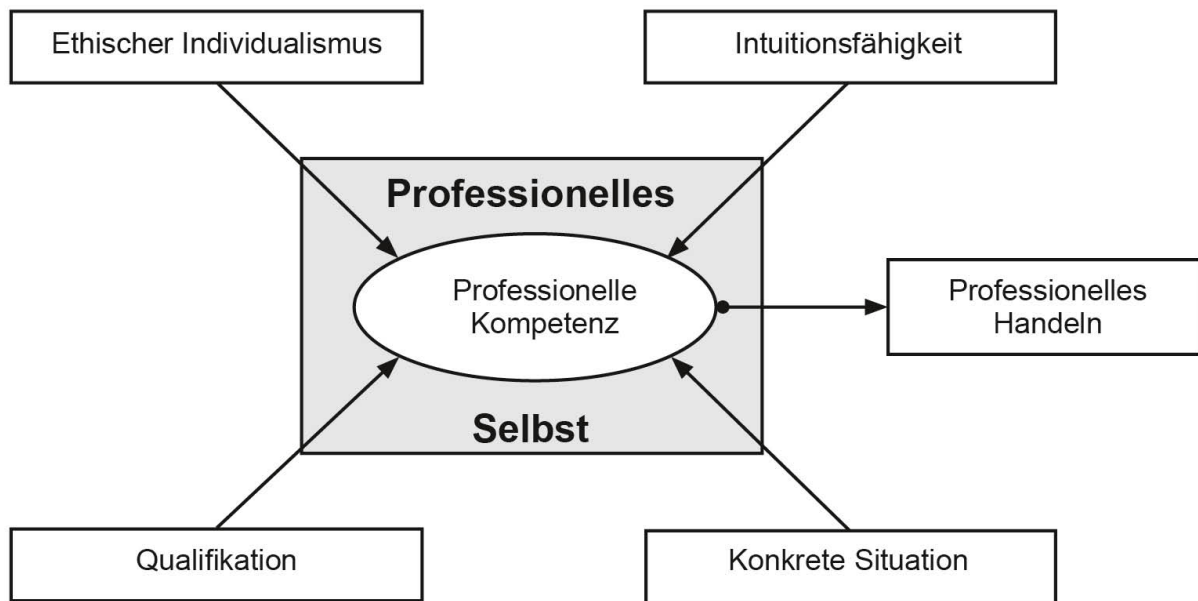 Ethischer Individualismus
Intuitionsfähigkeit
Professionelles
Professionelle
Kompetenz
Professionelles
Handeln
Selbst
Qualifikation
Konkrete Situation